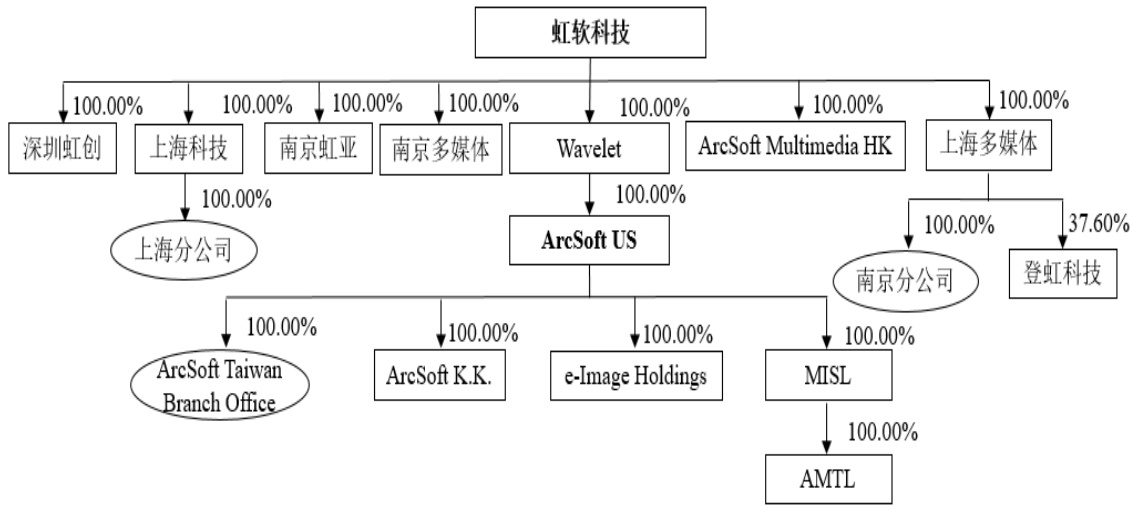 虹软科技
100.00%
100.00%
100.00%
100.00%
100.00%
100.00%
100.00%
深圳虹创
上海科技
南京虹亚
南京多媒体
Wavelet
ArcSoft Multimedia HK
上海多媒体
100.00%
100.00%
100.00%
37.60%
上海分公司
ArcSoft US
南京分公司
登虹科技
100.00%
100.00%
100.00%
100.00%
ArcSoft Taiwan
Branch Office
ArcSoft K.K.
e-Image Holdings
MISL
100.00%
AMTL